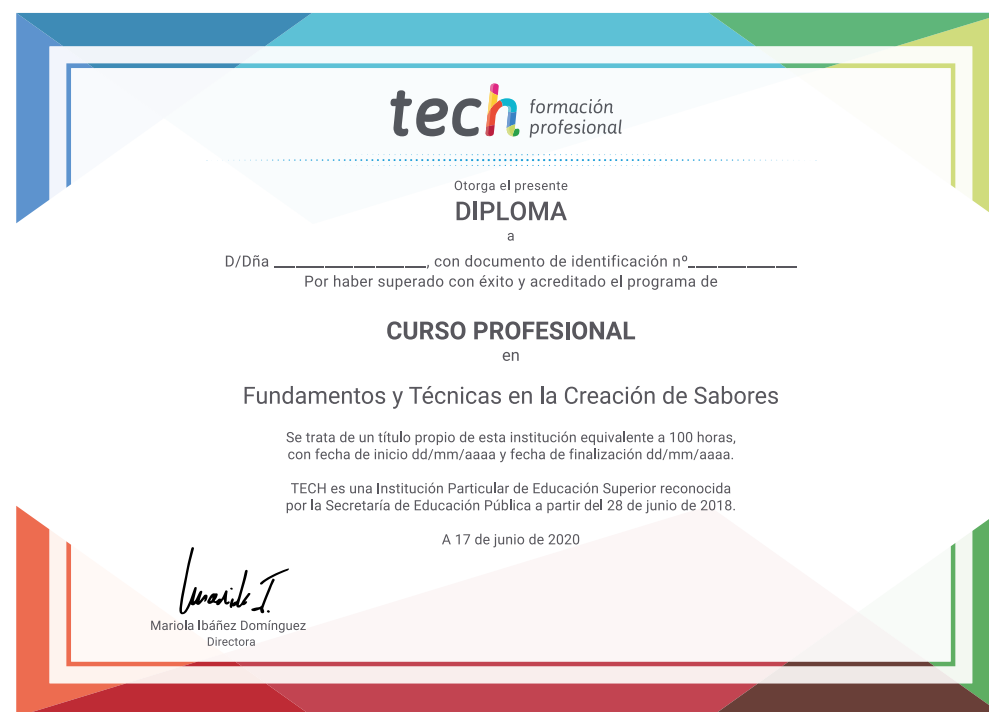 tech formación
profesional
Otorga el presente
DIPLOMA
a
D/Dña ______________, con documento de identificación nº__________
Por haber superado con éxito y acreditado el programa de
CURSO PROFESIONAL
en
Fundamentos y Técnicas en la Creación de Sabores
Se trata de un título propio de esta institución equivalente a 100 horas,
con fecha de inicio dd/mm/aaaa y fecha de finalización dd/mm/aaaa.
TECH es una Institución Particular de Educación Superior reconocida
por la Secretaría de Educación Pública a partir del 28 de junio de 2018.
A 17 de junio de 2020
Mariola Ibáñez Domínguez
Directora